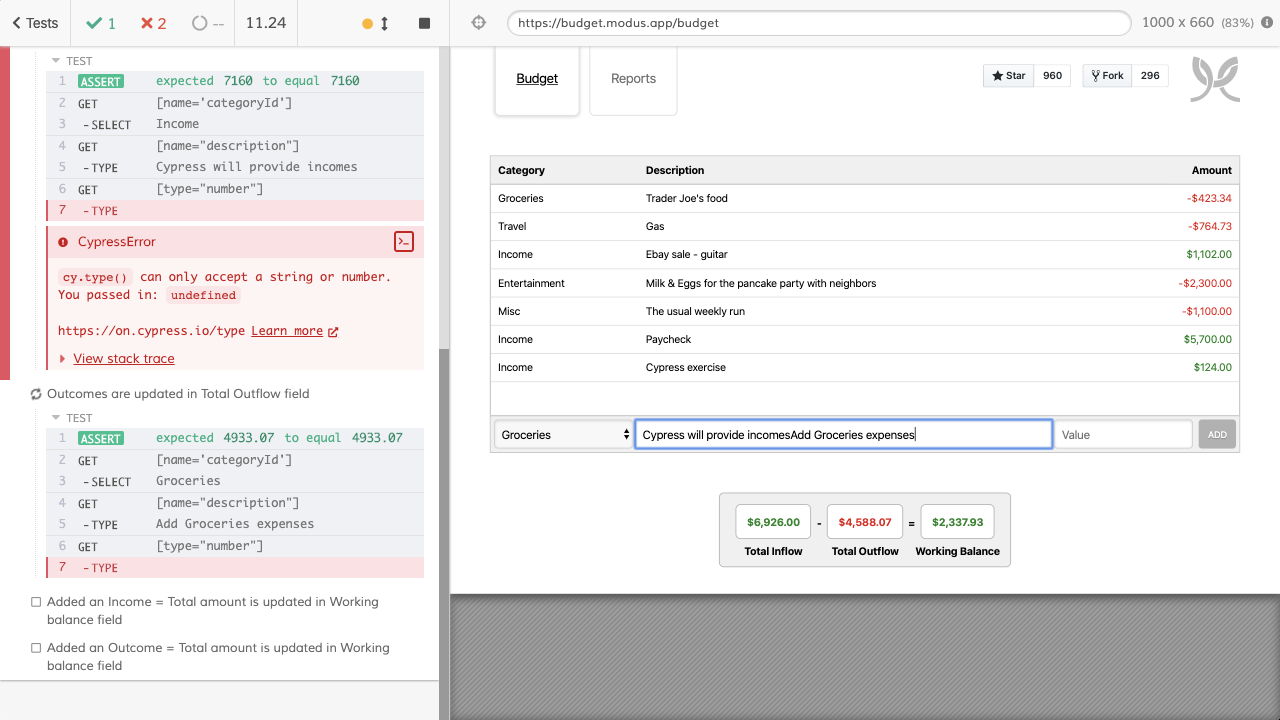 Tests
1
2
--
11.24
https://budget.modus.app/budget
1000 x 660 (83%)
TEST
1 ASSERT expected 7160 to equal 7160
2 GET [name='categoryId']
3 -SELECT Income
4 GET [name="description"]
5 -TYPE Cypress will provide incomes
6 GET [type="number"]
7 -TYPE
CypressError
cy.type() can only accept a string or number.
You passed in: undefined
https://on.cypress.io/type Learn more
View stack trace
Outcomes are updated in Total Outflow field
TEST
1 ASSERT expected 4933.07 to equal 4933.07
2 GET [name='categoryId']
3 -SELECT Groceries
4 GET [name="description"]
5 -TYPE Add Groceries expenses
6 GET [type="number"]
7 -TYPE
Added an Income = Total amount is updated in Working
balance field
Added an Outcome = Total amount is updated in Working
balance field
Budget
Reports
Star 960
Fork 296
Category Description Amount
Groceries Trader Joe's food -$423.34
Travel Gas -$764.73
Income Ebay sale - guitar $1,102.00
Entertainment Milk & Eggs for the pancake party with neighbors -$2,300.00
Misc The usual weekly run -$1,100.00
Income Paycheck $5,700.00
Income Cypress exercise $124.00
Groceries Cypress will provide incomesAdd Groceries expenses Value ADD
$6,926.00 - $4,588.07 = $2,337.93
Total Inflow Total Outflow Working Balance